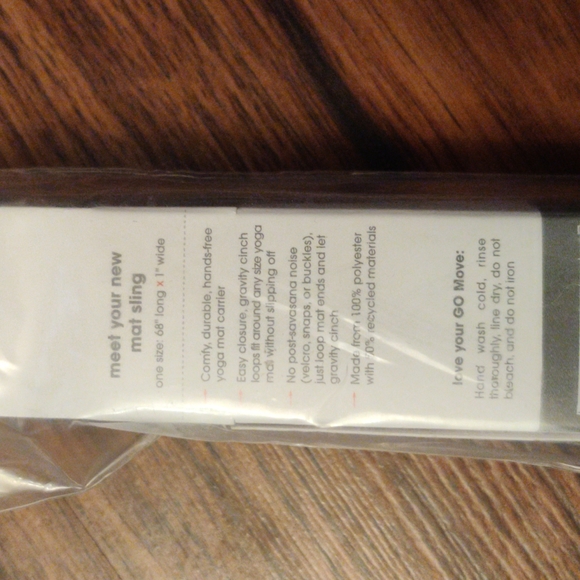 meet your new
mat sling
one size: 68" long x 1" wide
→ Comfy, durable, hands-free
yoga mat carrier
→ Easy closure, gravity cinch
loops fit around any size yoga
mat without slipping off
→ No post-savasana noise
(velcro, snaps, or buckles),
just loop mat ends and let
gravity cinch
→ Made from 100% polyester
with 70% recycled materials
love your GO Move:
Hand wash cold, rinse
thoroughly, line dry, do not
bleach, and do not iron